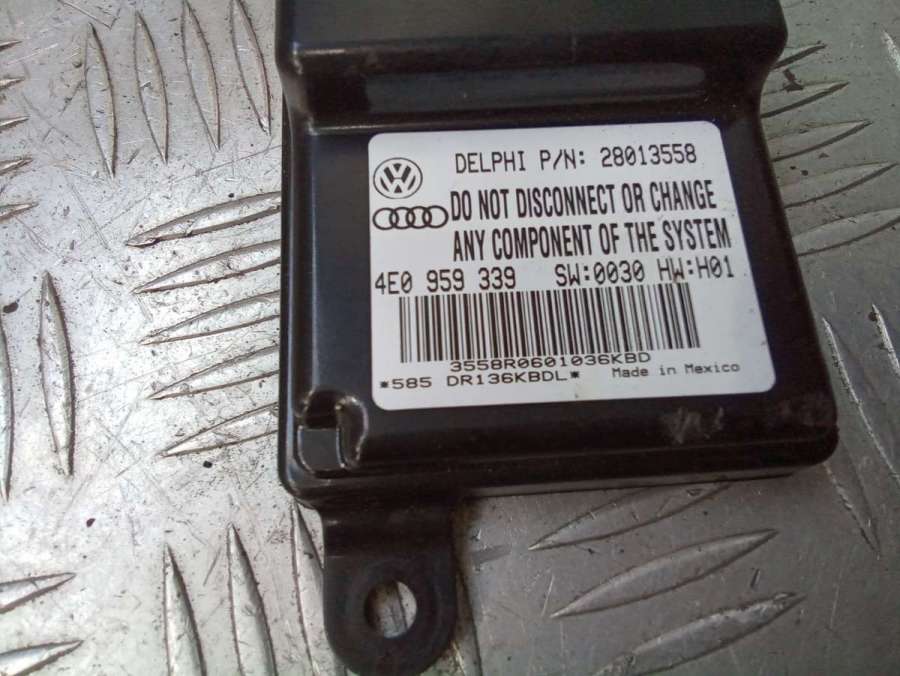 DELPHI P/N: 28013558
DO NOT DISCONNECT OR CHANGE
ANY COMPONENT OF THE SYSTEM
4E0 959 339 SW:0030 HW:H01
3558R0601036KBD
*585 DR136KBDL* Made in Mexico